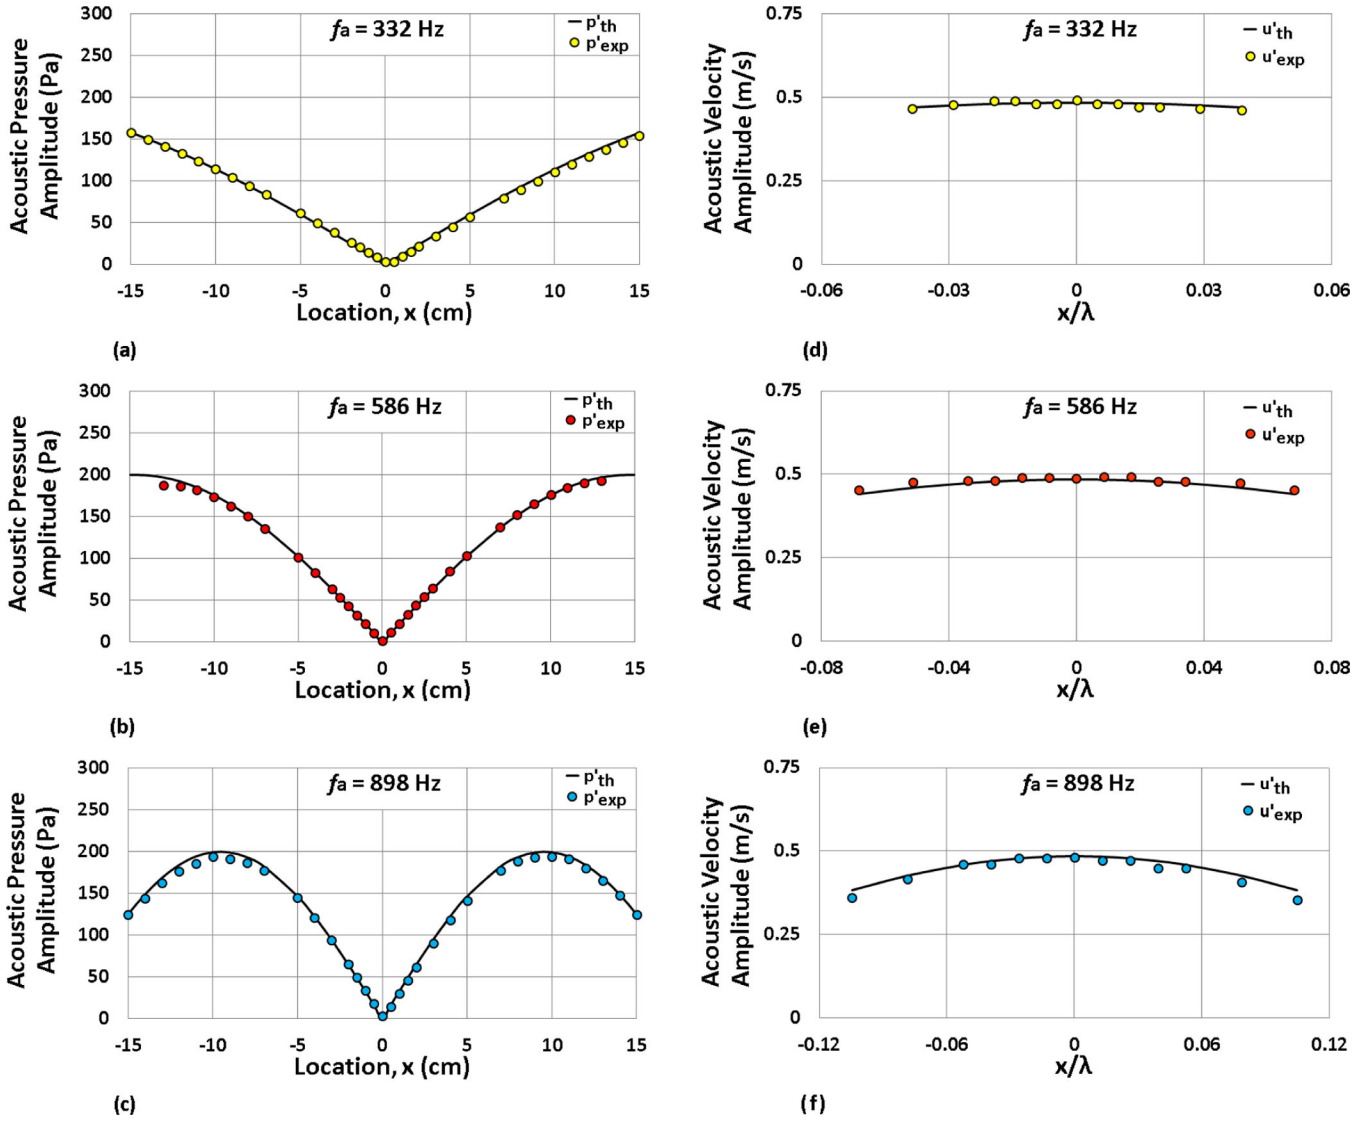 Acoustic Pressure
Amplitude (Pa)
300
250
200
150
100
50
0
fa = 332 Hz
p'th
p'exp
-15 -10 -5 0 5 10 15
Location, x (cm)
(a)
Acoustic Velocity
Amplitude (m/s)
0.75
0.5
0.25
0
fa = 332 Hz
u'th
u'exp
-0.06 -0.03 0 0.03 0.06
x/λ
(d)
Acoustic Pressure
Amplitude (Pa)
300
250
200
150
100
50
0
fa = 586 Hz
p'th
p'exp
-15 -10 -5 0 5 10 15
Location, x (cm)
(b)
Acoustic Velocity
Amplitude (m/s)
0.75
0.5
0.25
0
fa = 586 Hz
u'th
u'exp
-0.08 -0.04 0 0.04 0.08
x/λ
(e)
Acoustic Pressure
Amplitude (Pa)
300
250
200
150
100
50
0
fa = 898 Hz
p'th
p'exp
-15 -10 -5 0 5 10 15
Location, x (cm)
(c)
Acoustic Velocity
Amplitude (m/s)
0.75
0.5
0.25
0
fa = 898 Hz
u'th
u'exp
-0.12 -0.06 0 0.06 0.12
x/λ
(f)